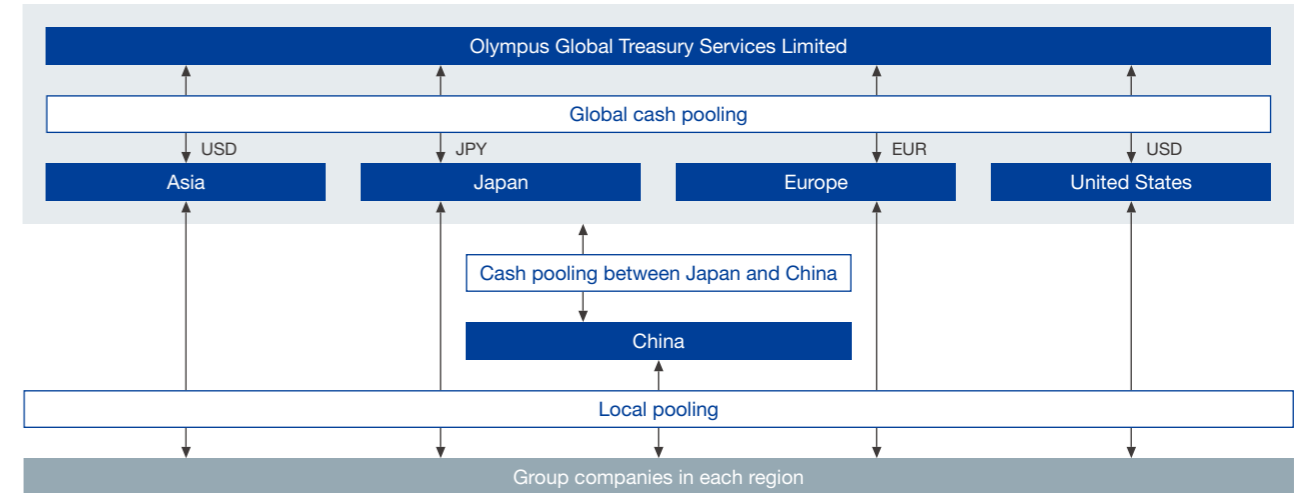 Olympus Global Treasury Services Limited
Global cash pooling
USD
JPY
EUR
USD
Asia
Japan
Europe
United States
Cash pooling between Japan and China
China
Local pooling
Group companies in each region